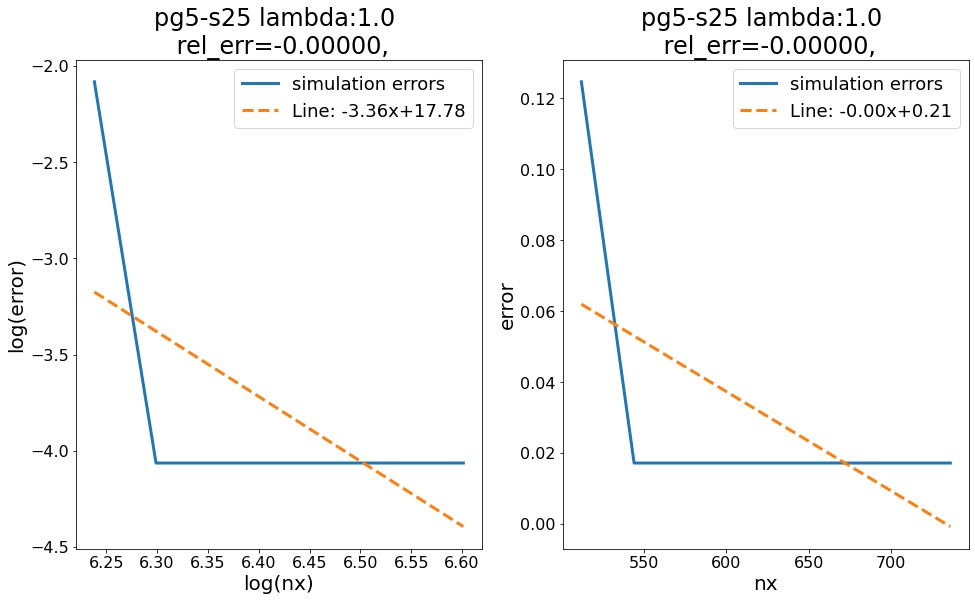 pg5-s25 lambda:1.0
rel_err=-0.00000,
simulation errors
Line: -3.36x+17.78
−2.0
−2.5
−3.0
−3.5
−4.0
−4.5
log(error)
6.25 6.30 6.35 6.40 6.45 6.50 6.55 6.60
log(nx)
pg5-s25 lambda:1.0
rel_err=-0.00000,
simulation errors
Line: -0.00x+0.21
0.12
0.10
0.08
0.06
0.04
0.02
0.00
error
550 600 650 700
nx